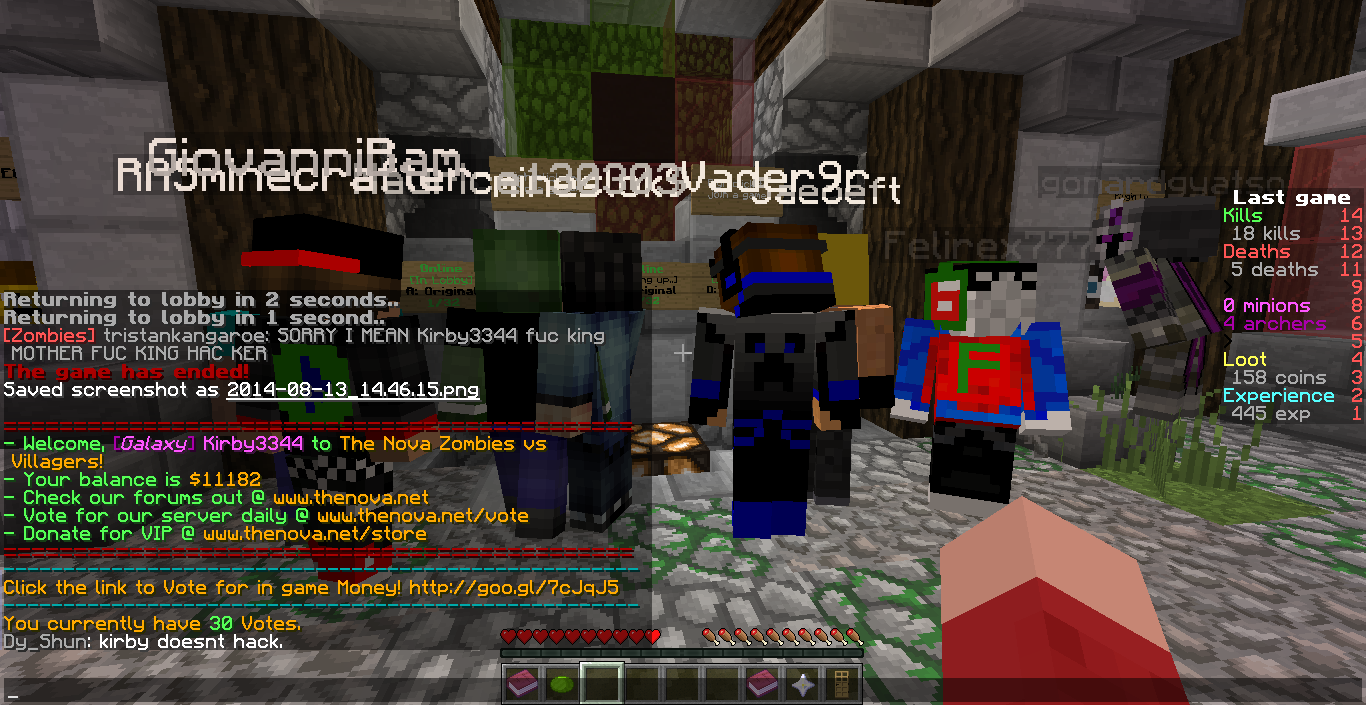 GiovanniBam
Vader9r
gonpandgyatso
Felirex777
Online
[In Lobby]
A: Original
Last game
Kills 14
18 kills 13
Deaths 12
5 deaths 11
9
0 minions 8
4 archers 6
5
Loot 4
158 coins 3
Experience 2
445 exp 1
Returning to lobby in 2 seconds..
Returning to lobby in 1 second..
[Zombies] tristankangaroe: SORRY I MEAN Kirby3344 fuc king
MOTHER FUC KING HAC KER
The game has ended!
Saved screenshot as 2014-08-13_14.46.15.png
- Welcome, [Galaxy] Kirby3344 to The Nova Zombies vs
Villagers!
- Your balance is $11182
- Check our forums out @ www.thenova.net
- Vote for our server daily @ www.thenova.net/vote
- Donate for VIP @ www.thenova.net/store
Click the link to Vote for in game Money! http://goo.gl/7cJqJ5
You currently have 30 Votes.
Dy_Shun: kirby doesnt hack.